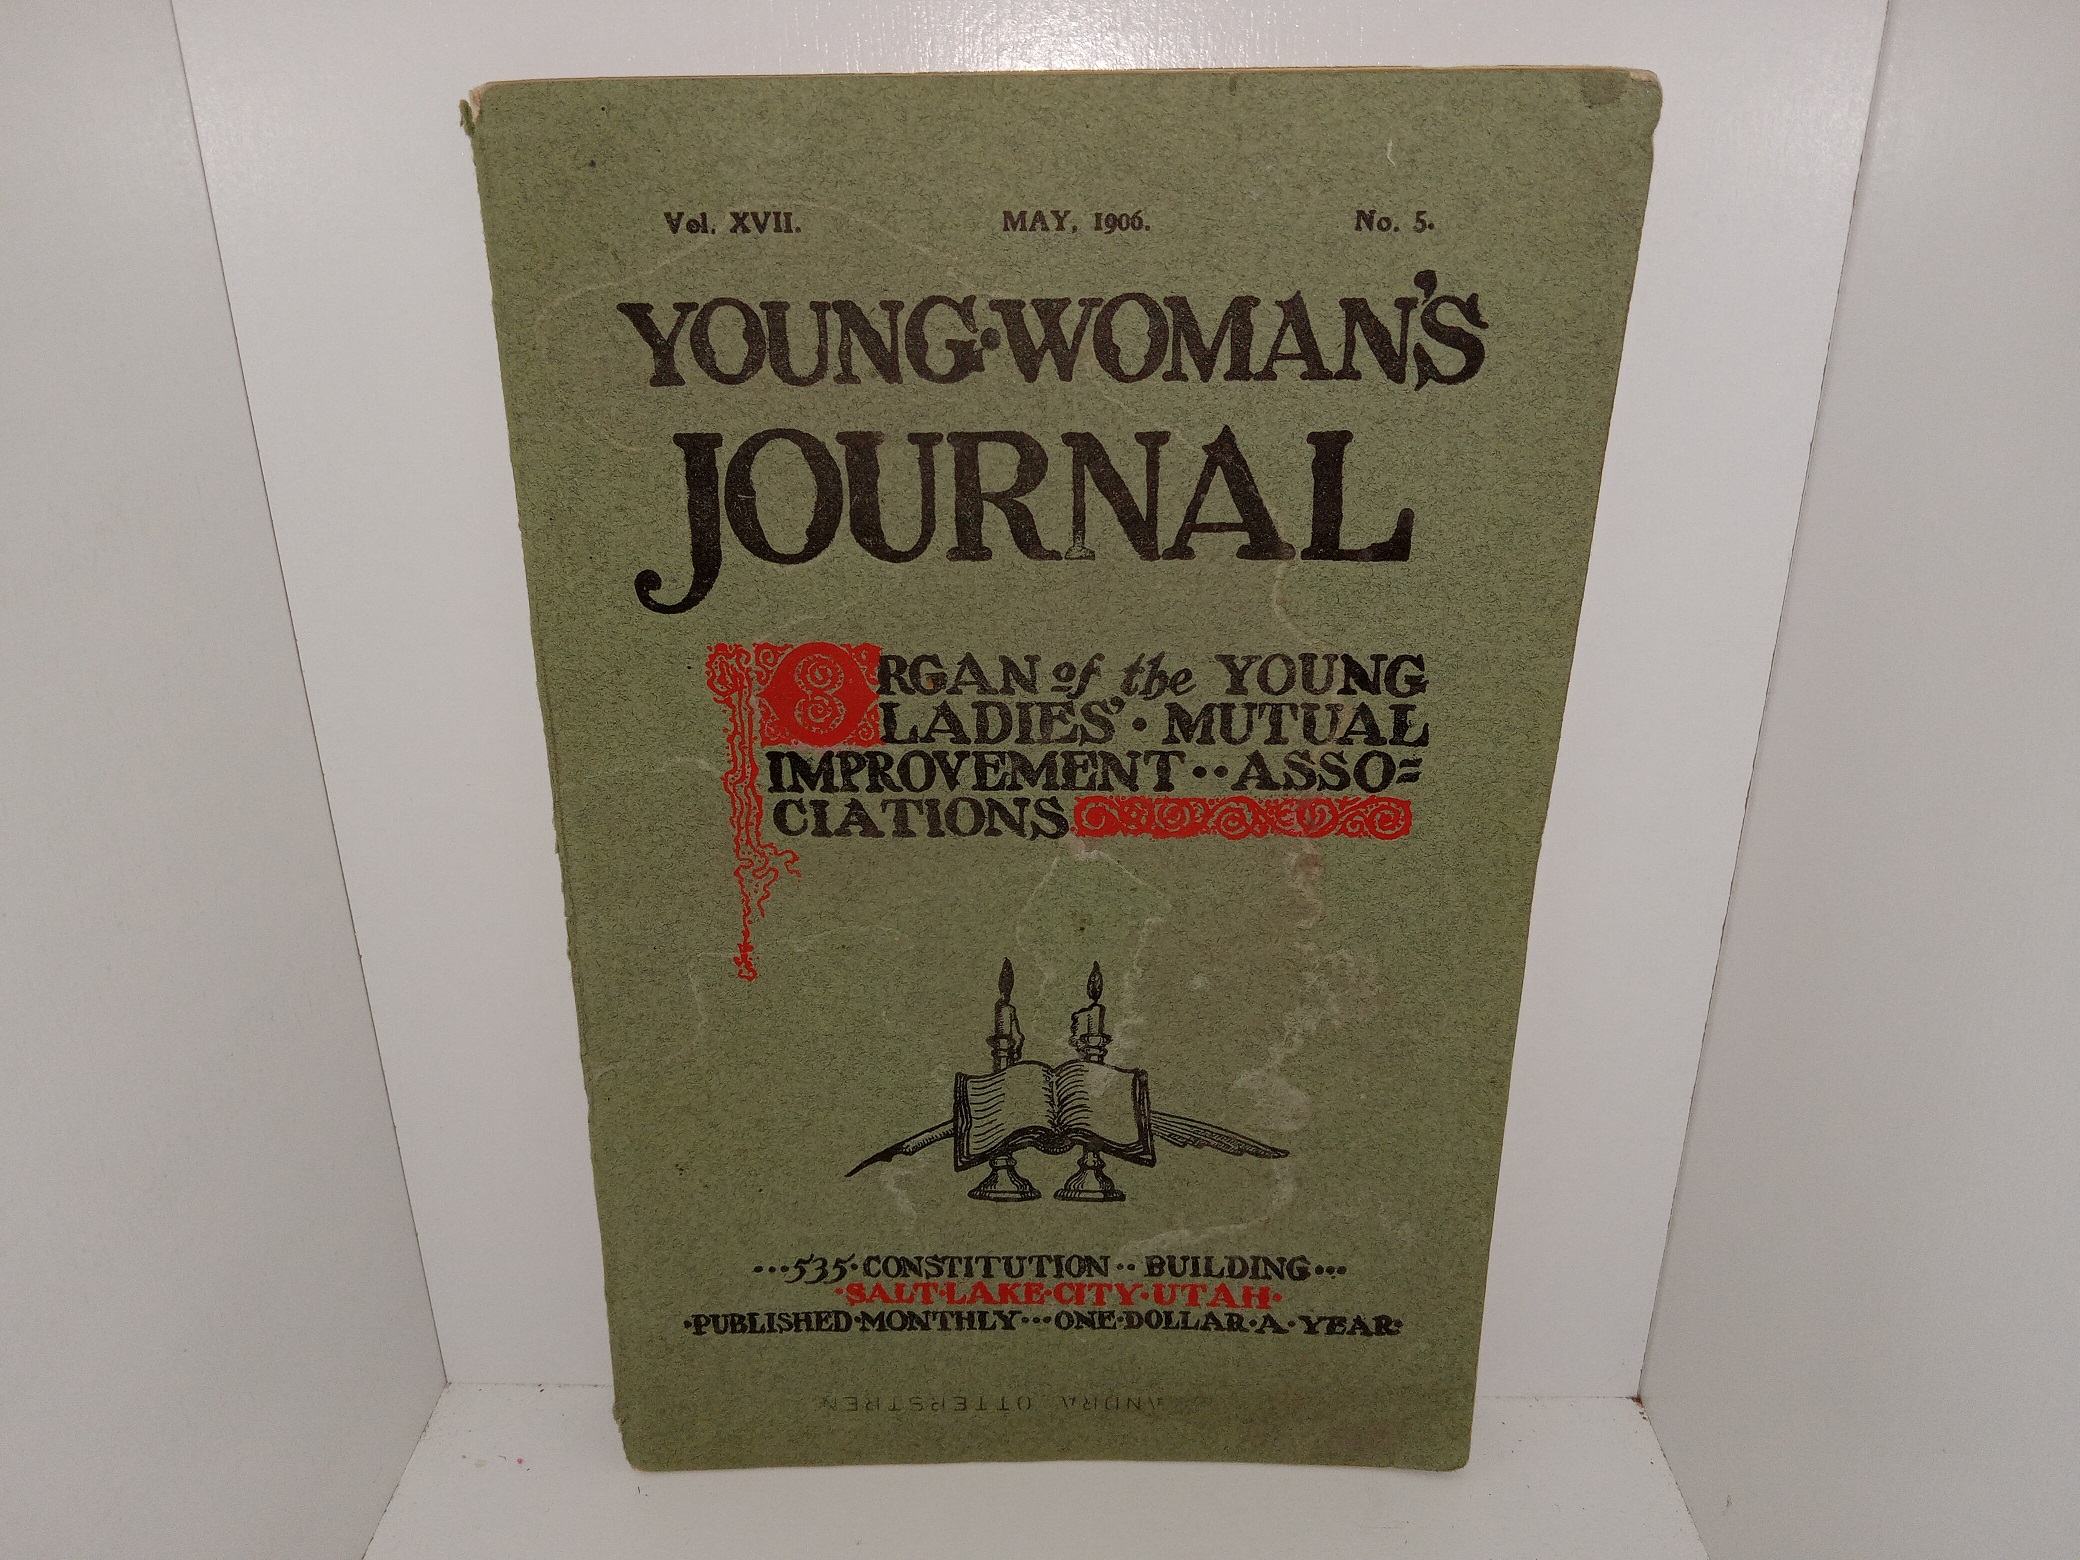 Vol. XVII. MAY, 1906. No. 5.
YOUNG·WOMAN'S
JOURNAL
ORGAN of the YOUNG
LADIES'·MUTUAL
IMPROVEMENT··ASSO=
CIATIONS
···535·CONSTITUTION··BUILDING···
·SALT·LAKE·CITY·UTAH·
·PUBLISHED·MONTHLY···ONE·DOLLAR·A·YEAR·